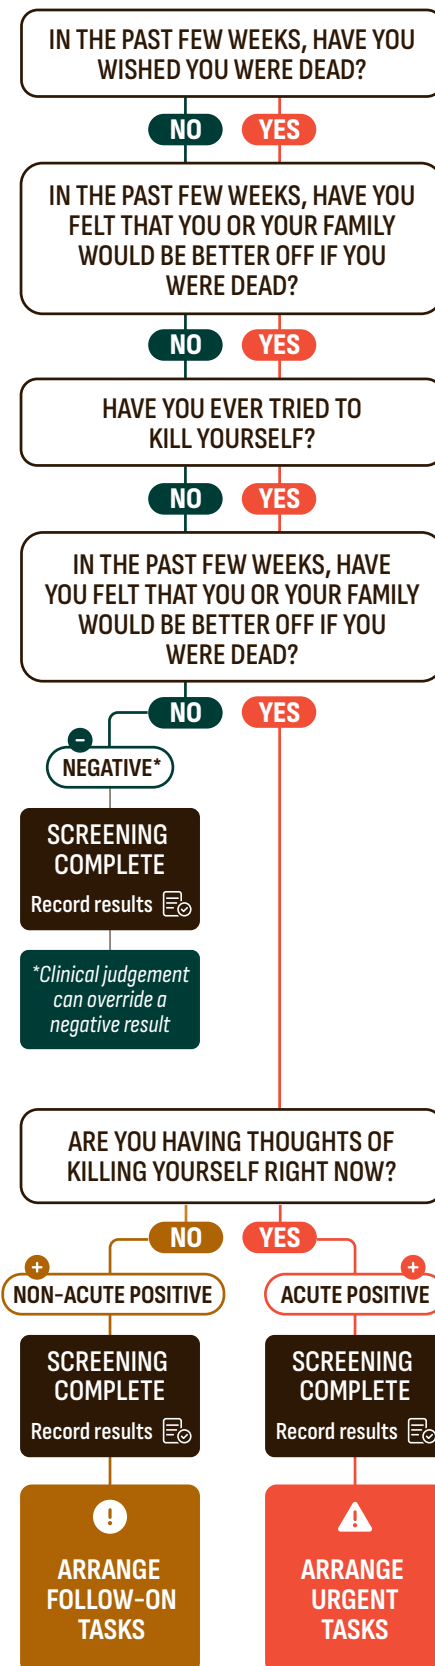 IN THE PAST FEW WEEKS, HAVE YOU
WISHED YOU WERE DEAD?
NO YES
IN THE PAST FEW WEEKS, HAVE YOU
FELT THAT YOU OR YOUR FAMILY
WOULD BE BETTER OFF IF YOU
WERE DEAD?
NO YES
HAVE YOU EVER TRIED TO
KILL YOURSELF?
NO YES
IN THE PAST FEW WEEKS, HAVE
YOU FELT THAT YOU OR YOUR FAMILY
WOULD BE BETTER OFF IF YOU
WERE DEAD?
NO YES
NEGATIVE*
SCREENING
COMPLETE
Record results
*Clinical judgement
can override a
negative result
ARE YOU HAVING THOUGHTS OF
KILLING YOURSELF RIGHT NOW?
NO YES
NON-ACUTE POSITIVE
SCREENING
COMPLETE
Record results
ARRANGE
FOLLOW-ON
TASKS
ACUTE POSITIVE
SCREENING
COMPLETE
Record results
ARRANGE
URGENT
TASKS